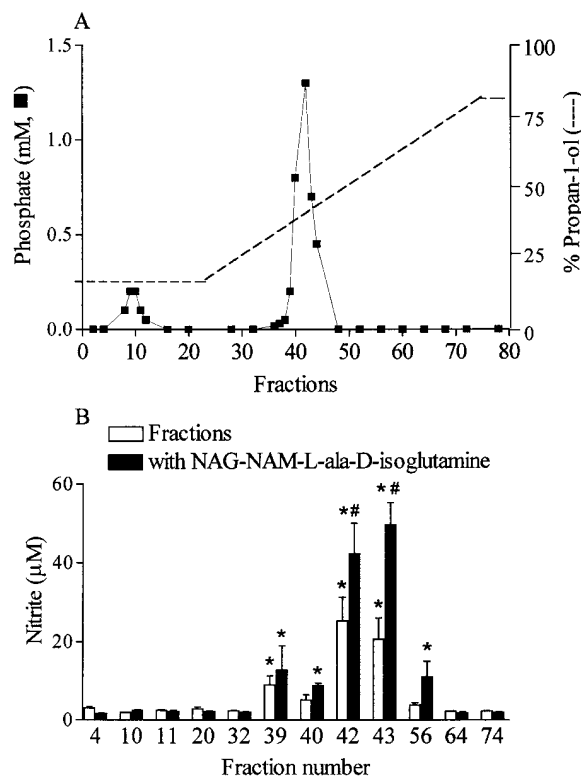 A
1.5
1.0
0.5
0.0
Phosphate (mM, ■)
100
75
50
25
0
% Propan-1-ol (----)
0 10 20 30 40 50 60 70 80
Fractions
B
Fractions
with NAG-NAM-L-ala-D-isoglutamine
60
40
20
0
Nitrite (µM)
* * * * *# * *# *
4 10 11 20 32 39 40 42 43 56 64 74
Fraction number